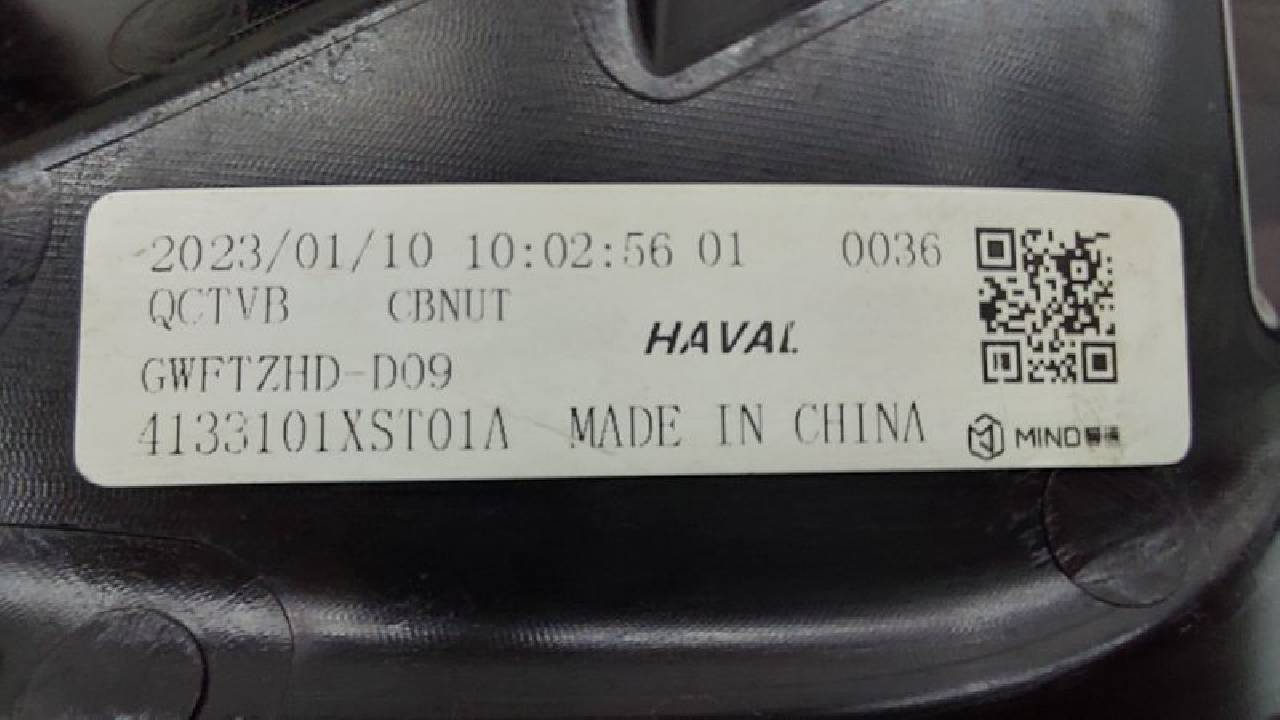 2023/01/10 10:02:56 01 0036
QCTVB CBNUT
HAVAL
GWFTZHD-D09
4133101XST01A MADE IN CHINA
MIND